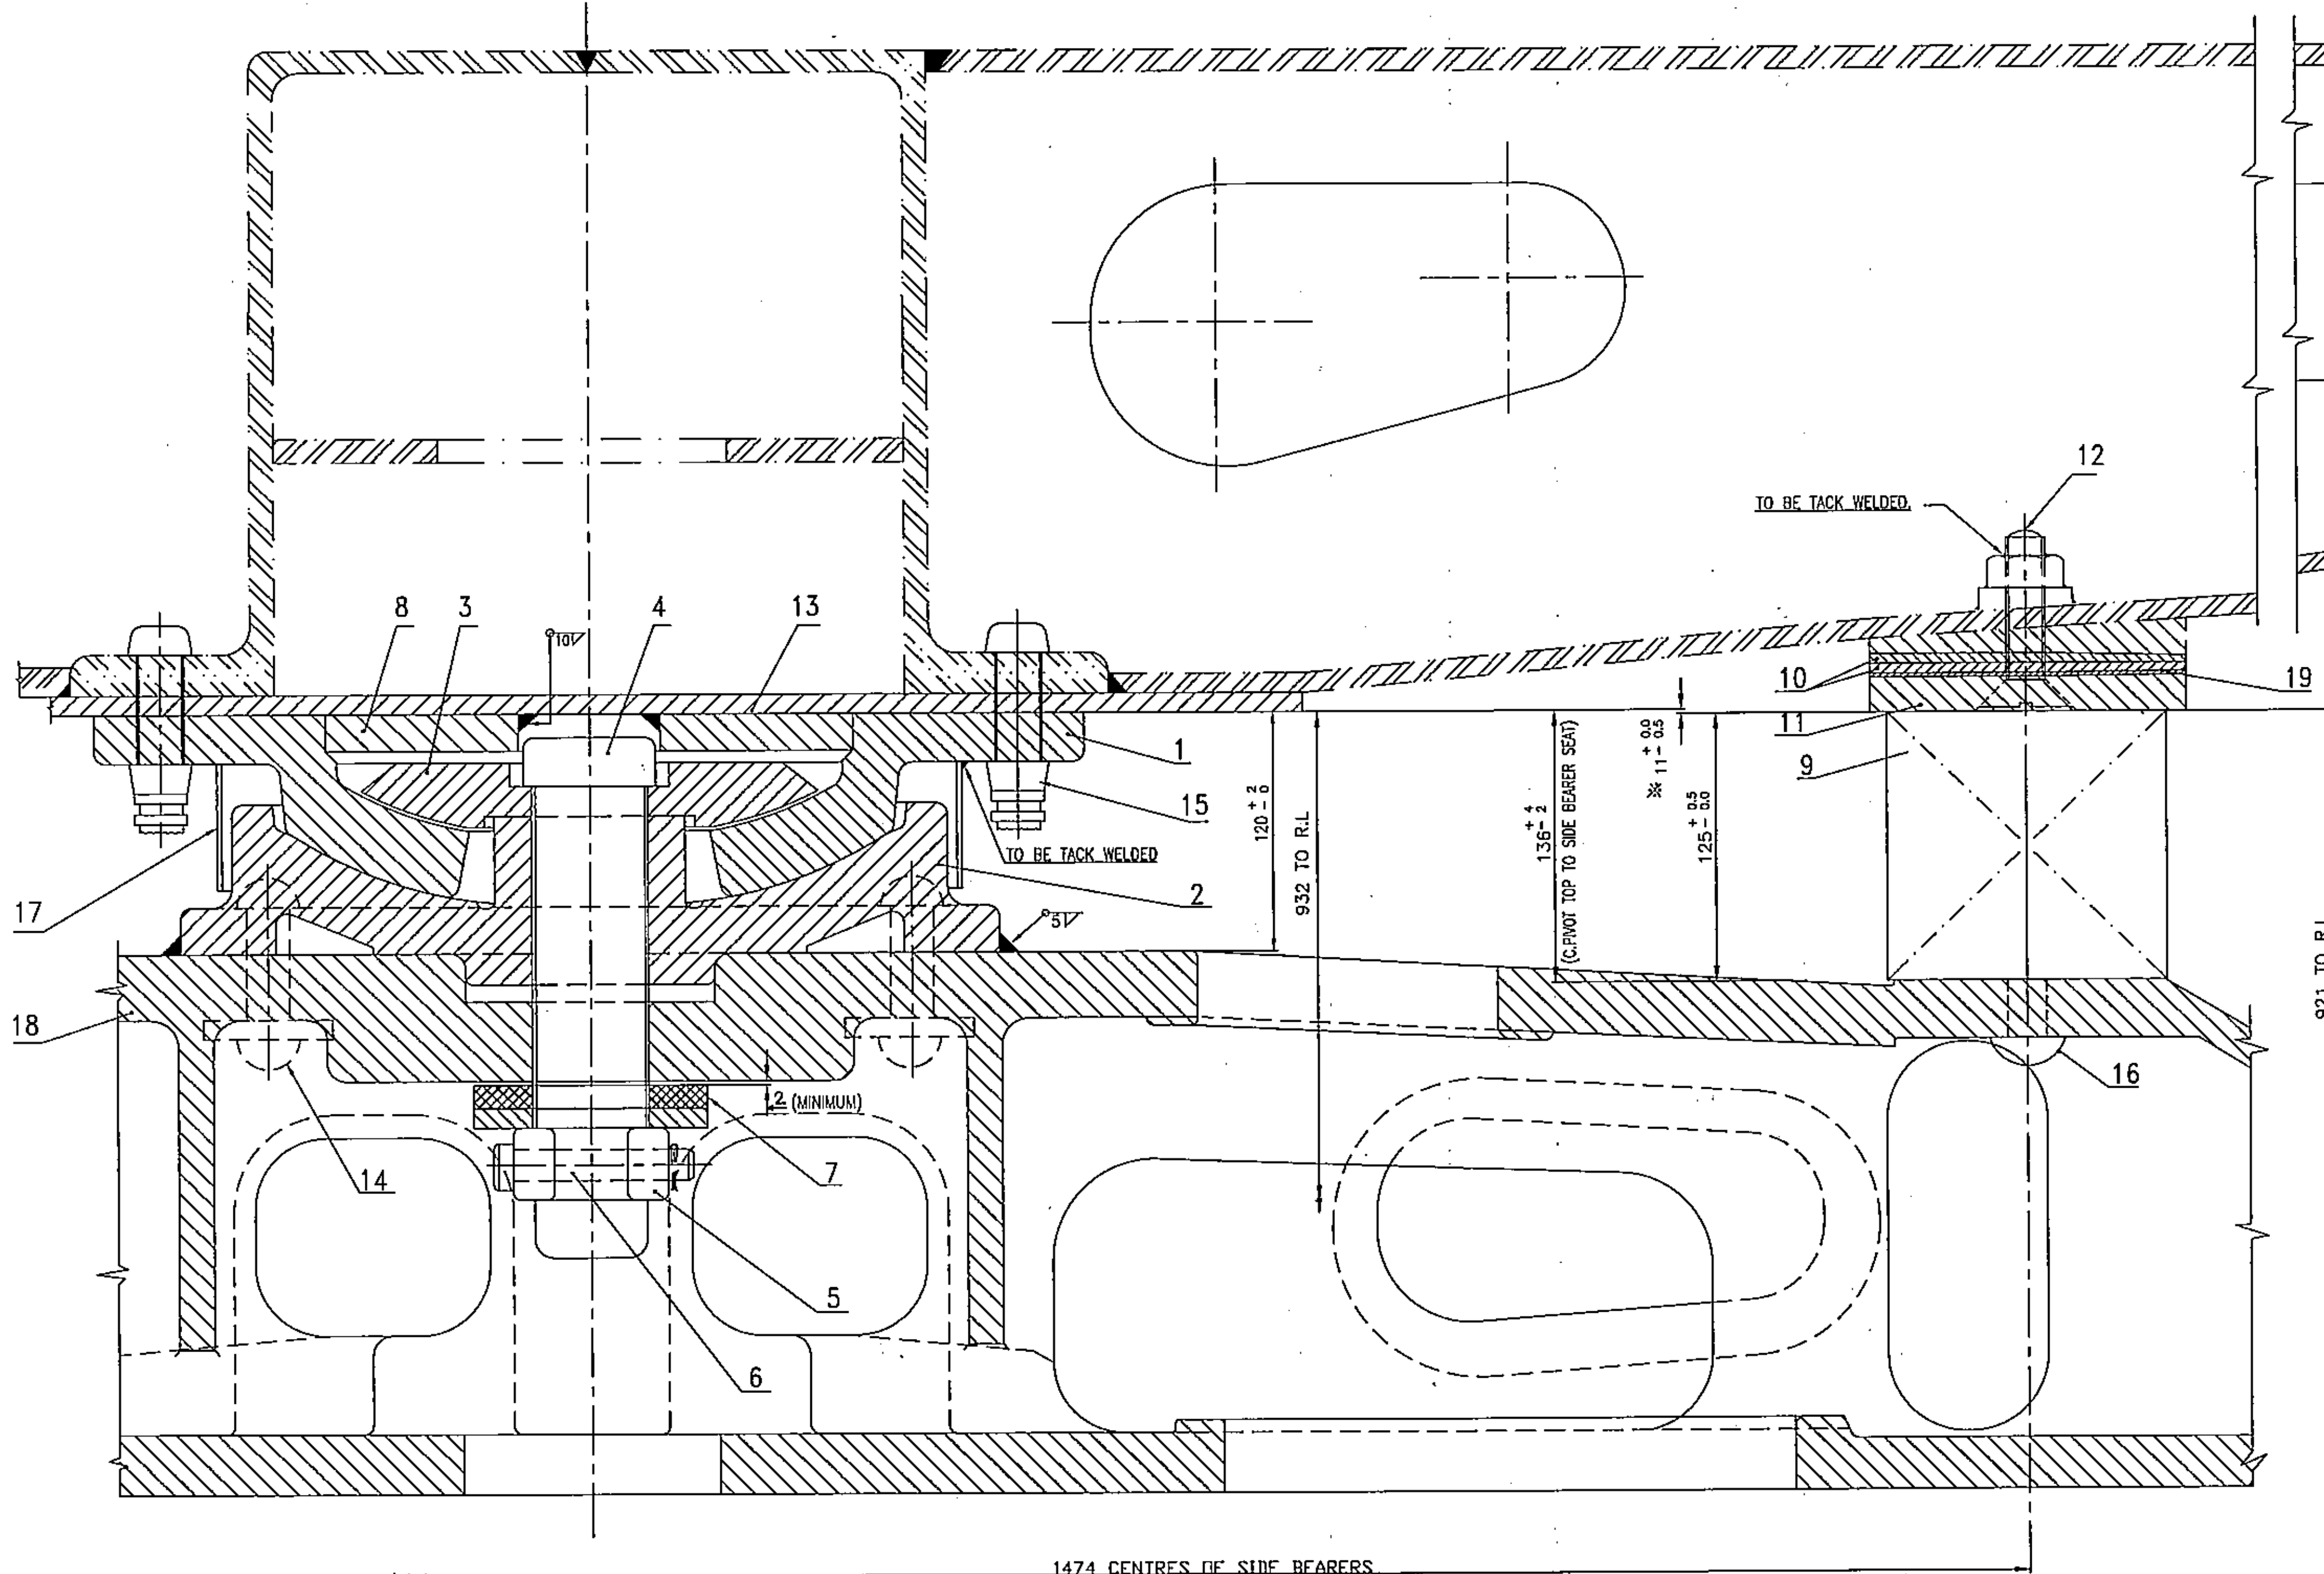 12
TO BE TACK WELDED.
8
3
4
13
10
10
19
11
1
9
15
17
TO BE TACK WELDED
2
5
18
120 + 2 - 0
932 TO R.L
136 + 4 - 2
(C.PIVOT TOP TO SIDE BEARER SEAT)
125 + 0.5 - 0.0
※ 11 + 0.0 - 0.5
921 TO R.L
2 (MINIMUM)
16
14
7
5
6
1474 CENTRES OF SIDE BEARERS